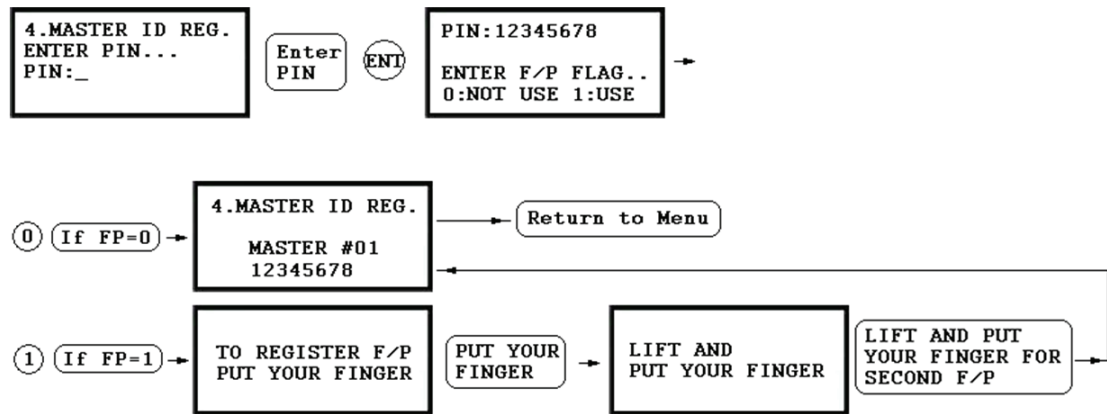 4.MASTER ID REG.
ENTER PIN...
PIN:_
Enter
PIN
ENT
PIN:12345678
ENTER F/P FLAG..
0:NOT USE 1:USE
0
If FP=0
4.MASTER ID REG.
MASTER #01
12345678
Return to Menu
1
If FP=1
TO REGISTER F/P
PUT YOUR FINGER
PUT YOUR
FINGER
LIFT AND
PUT YOUR FINGER
LIFT AND PUT
YOUR FINGER FOR
SECOND F/P